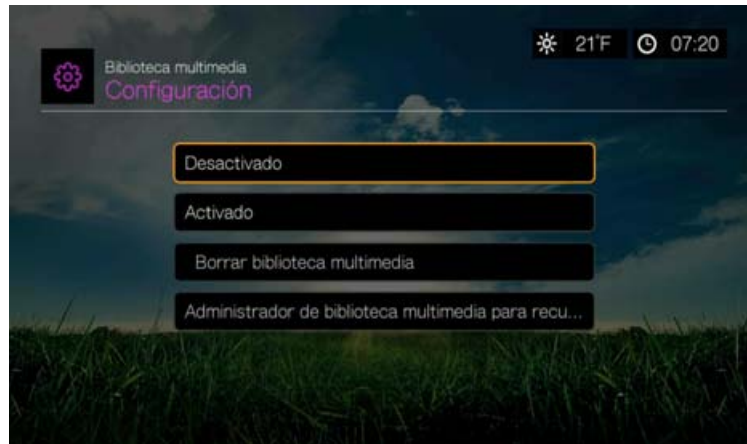 21°F 07:20
Biblioteca multimedia
Configuración
Desactivado
Activado
Borrar biblioteca multimedia
Administrador de biblioteca multimedia para recu...